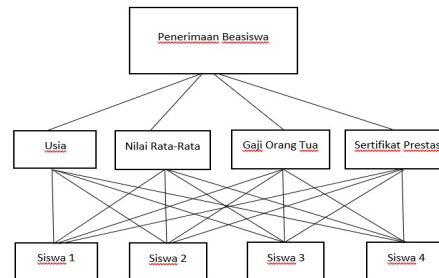 Penerimaan Beasiswa
Usia
Nilai Rata-Rata
Gaji Orang Tua
Sertifikat Prestas
Siswa 1
Siswa 2
Siswa 3
Siswa 4